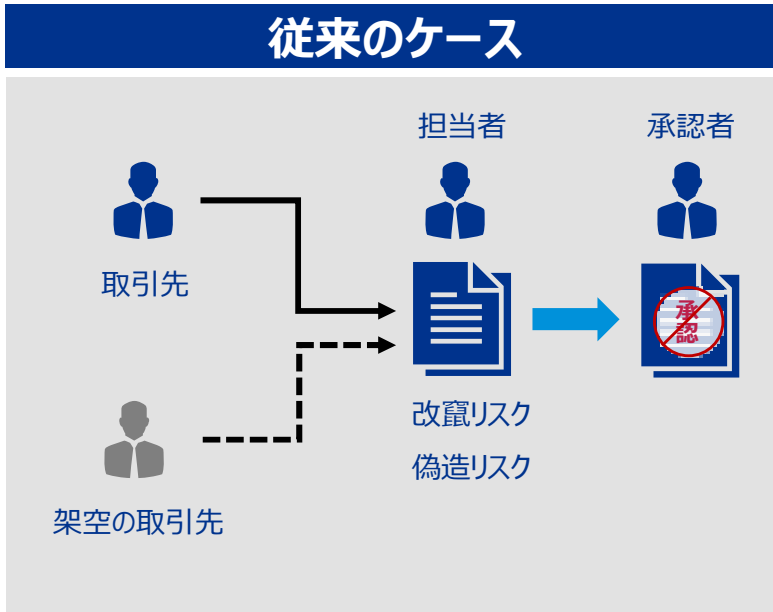 従来のケース
担当者
承認者
取引先
承認
改竄リスク
偽造リスク
架空の取引先